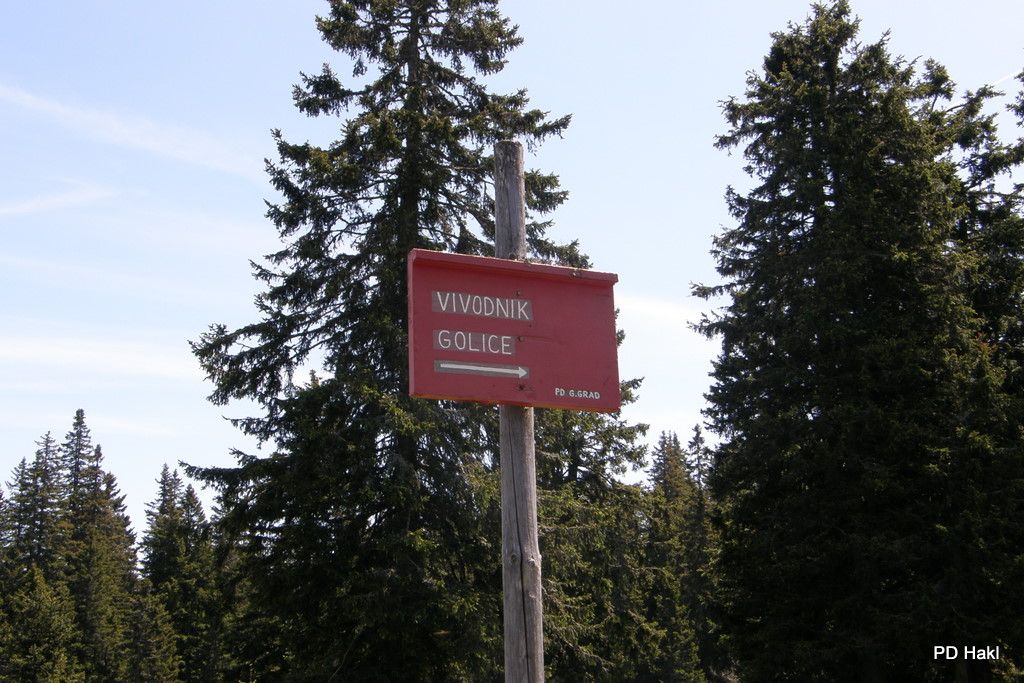 VIVODNIK
GOLICE
PD G.GRAD
PD Hakl